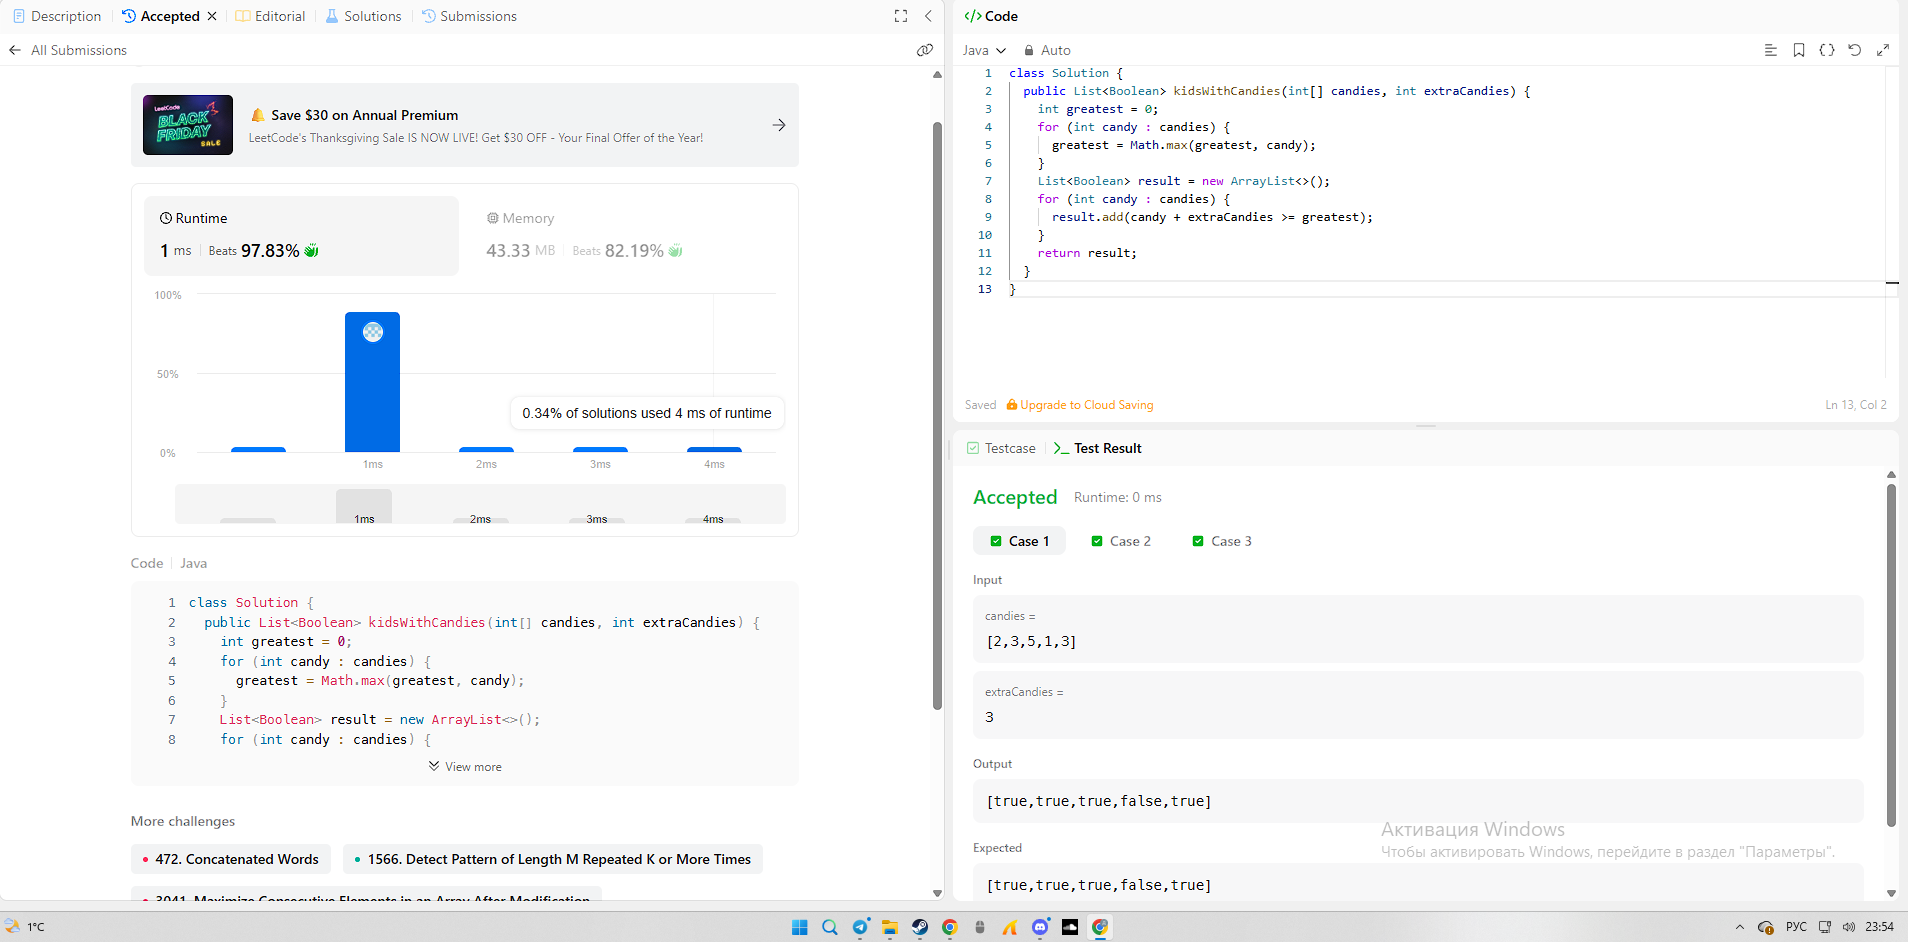 Description
Accepted
Editorial
Solutions
Submissions
All Submissions
LeetCode
BLACK
FRIDAY
SALE
Save $30 on Annual Premium
LeetCode's Thanksgiving Sale IS NOW LIVE! Get $30 OFF - Your Final Offer of the Year!
Runtime
1 ms Beats 97.83%
Memory
43.33 MB Beats 82.19%
100%
50%
0%
0.34% of solutions used 4 ms of runtime
1ms 2ms 3ms 4ms
1ms 2ms 3ms 4ms
Code Java
1 class Solution {
2 public List<Boolean> kidsWithCandies(int[] candies, int extraCandies) {
3 int greatest = 0;
4 for (int candy : candies) {
5 greatest = Math.max(greatest, candy);
6 }
7 List<Boolean> result = new ArrayList<>();
8 for (int candy : candies) {
View more
More challenges
472. Concatenated Words
1566. Detect Pattern of Length M Repeated K or More Times
3041. Maximize Consecutive Elements in an Array After Modification
</> Code
Java Auto
1 class Solution {
2 public List<Boolean> kidsWithCandies(int[] candies, int extraCandies) {
3 int greatest = 0;
4 for (int candy : candies) {
5 greatest = Math.max(greatest, candy);
6 }
7 List<Boolean> result = new ArrayList<>();
8 for (int candy : candies) {
9 result.add(candy + extraCandies >= greatest);
10 }
11 return result;
12 }
13 }
Saved Upgrade to Cloud Saving
Ln 13, Col 2
Testcase
Test Result
Accepted Runtime: 0 ms
Case 1 Case 2 Case 3
Input
candies =
[2,3,5,1,3]
extraCandies =
3
Output
[true,true,true,false,true]
Expected
[true,true,true,false,true]
Активация Windows
Чтобы активировать Windows, перейдите в раздел "Параметры".
1°C
РУС
23:54